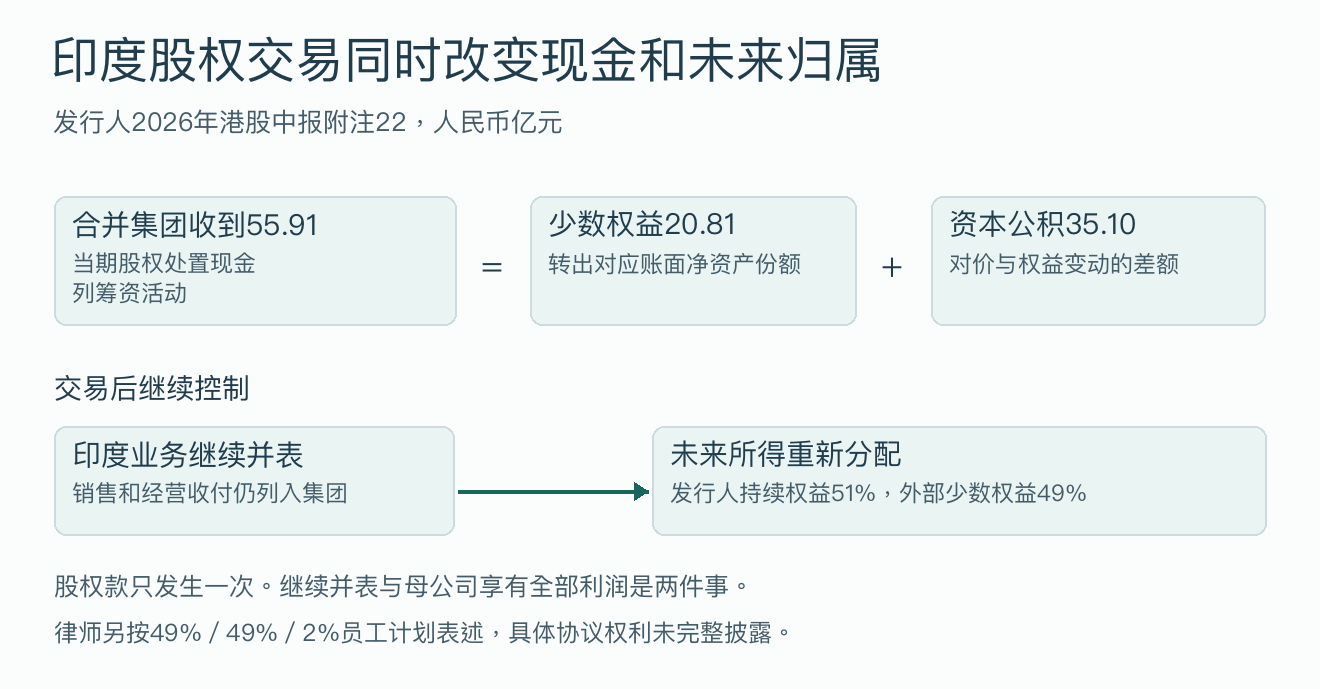 印度股权交易同时改变现金和未来归属
发行人2026年港股中报附注22，人民币亿元
合并集团收到55.91
当期股权处置现金
列筹资活动
=
少数权益20.81
转出对应账面净资产份额
+
资本公积35.10
对价与权益变动的差额
交易后继续控制
印度业务继续并表
销售和经营收付仍列入集团
未来所得重新分配
发行人持续权益51%，外部少数权益49%
股权款只发生一次。继续并表与母公司享有全部利润是两件事。
律师另按49% / 49% / 2%员工计划表述，具体协议权利未完整披露。